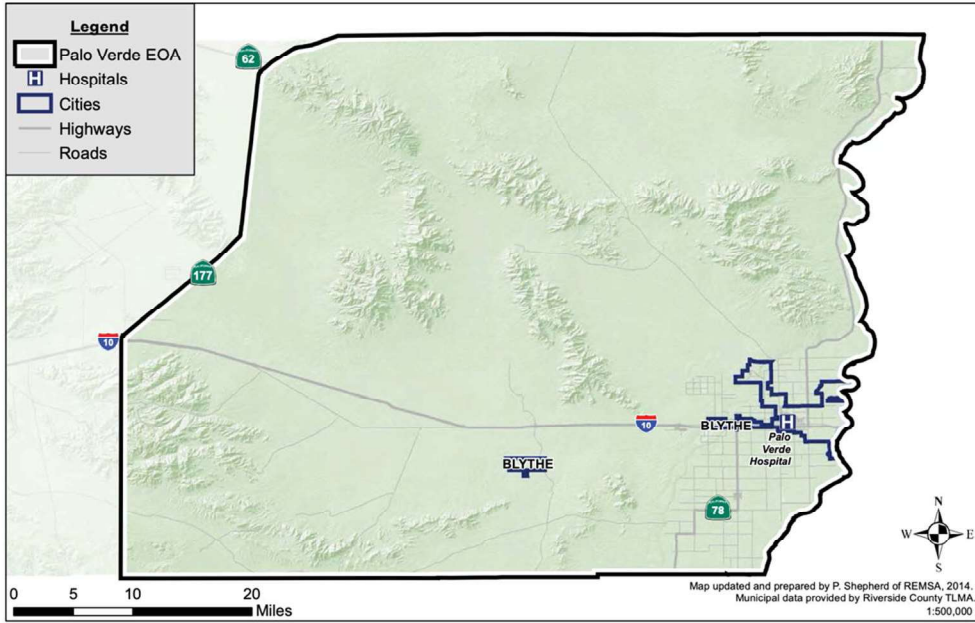 Legend
Palo Verde EOA
H Hospitals
Cities
Highways
Roads
62
177
10
10
BLYTHE
H
Palo
Verde
Hospital
BLYTHE
78
N
W E
S
0 5 10 20
Miles
Map updated and prepared by P. Shepherd of REMSA, 2014.
Municipal data provided by Riverside County TLMA.
1:500,000